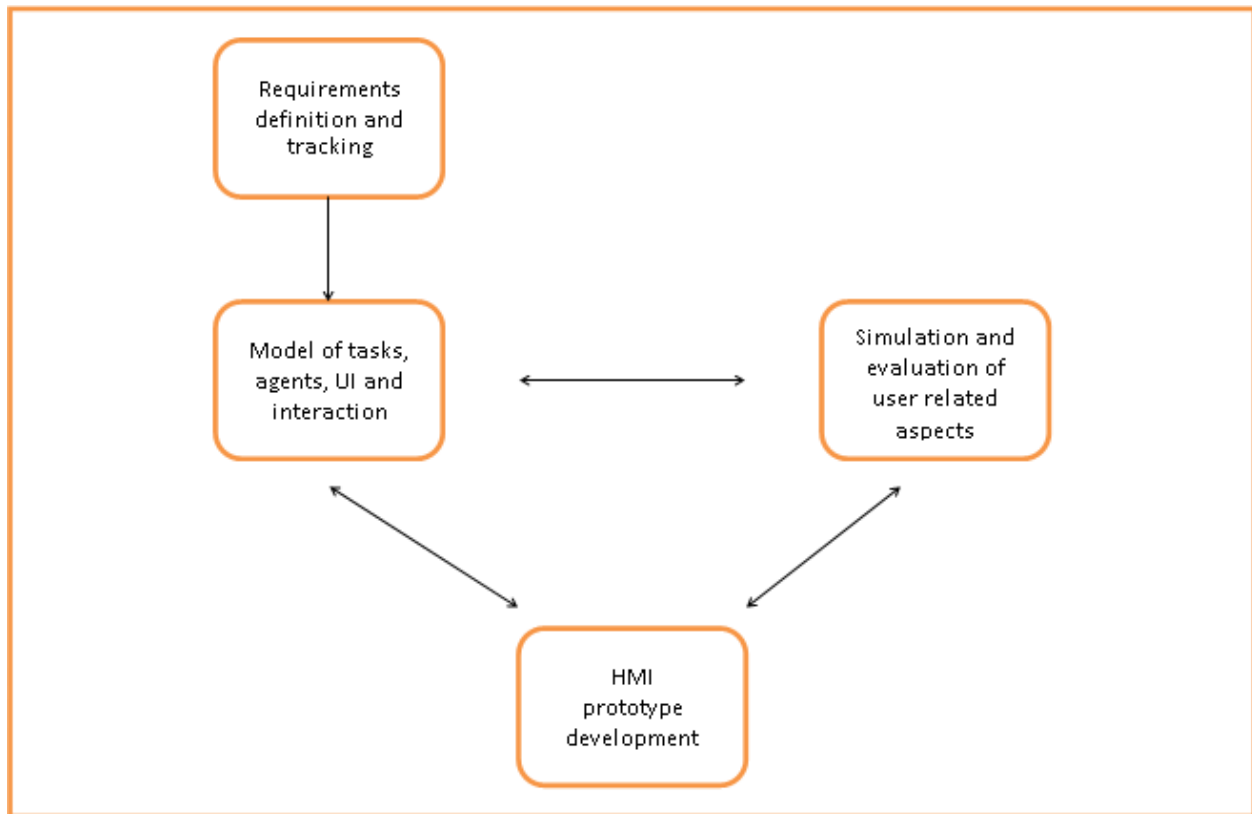 Requirements
definition and
tracking
Model of tasks,
agents, UI and
interaction
Simulation and
evaluation of
user related
aspects
HMI
prototype
development